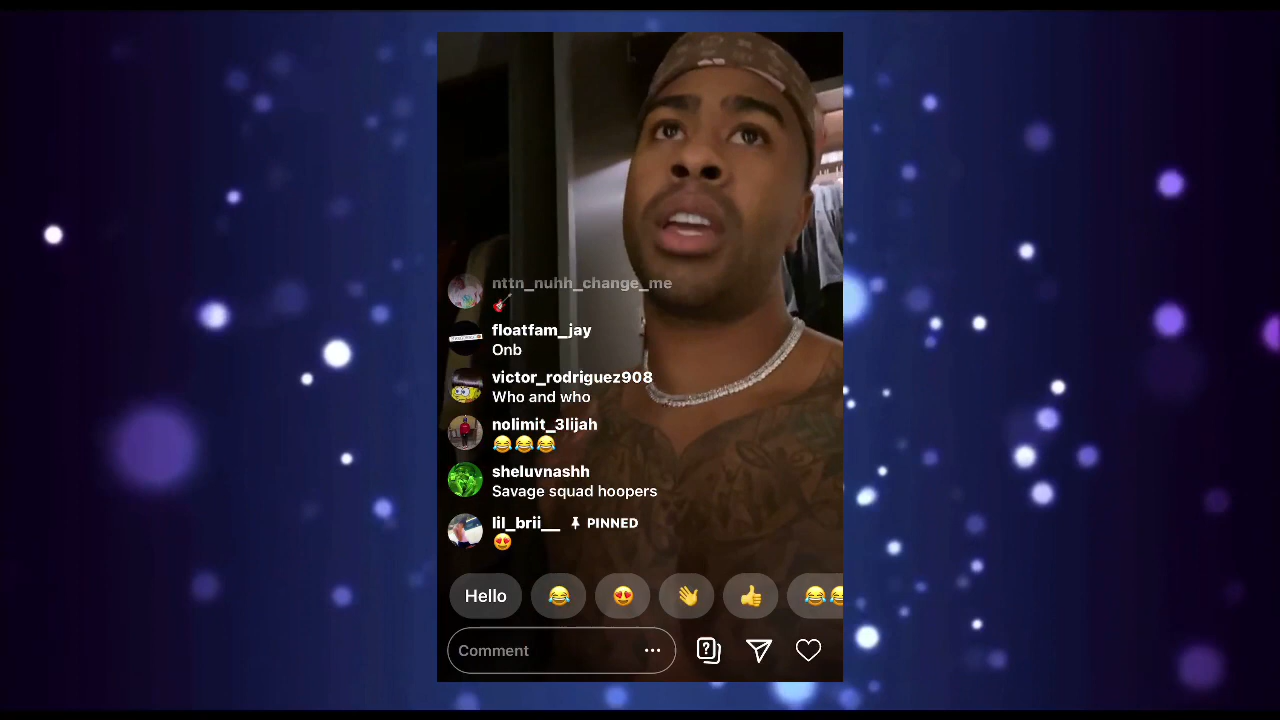 nttn_nuhh_change_me
🎸
floatfam_jay
Onb
victor_rodriguez908
Who and who
nolimit_3lijah
😂😂😂
sheluvnashh
Savage squad hoopers
lil_brii__ PINNED
😍
Hello 😂 😍 👋 👍 😂😂
Comment